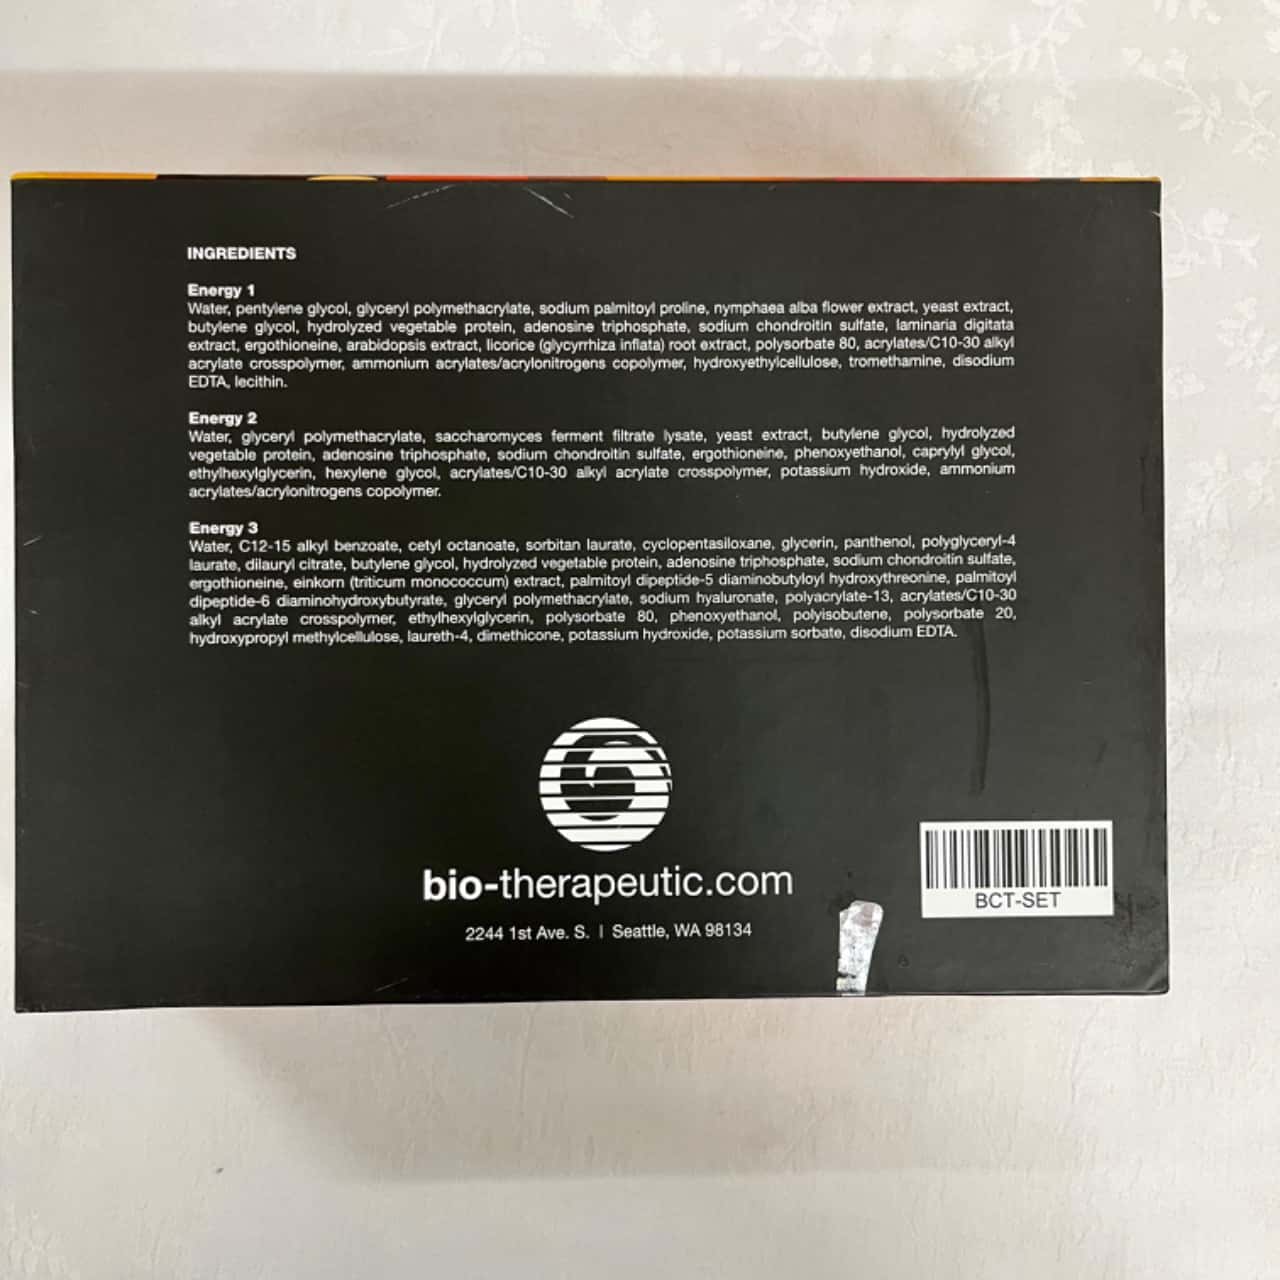 INGREDIENTS
Energy 1
Water, pentylene glycol, glyceryl polymethacrylate, sodium palmitoyl proline, nymphaea alba flower extract, yeast extract,
butylene glycol, hydrolyzed vegetable protein, adenosine triphosphate, sodium chondroitin sulfate, laminaria digitata
extract, ergothioneine, arabidopsis extract, licorice (glycyrrhiza inflata) root extract, polysorbate 80, acrylates/C10-30 alkyl
acrylate crosspolymer, ammonium acrylates/acrylonitrogens copolymer, hydroxyethylcellulose, tromethamine, disodium
EDTA, lecithin.
Energy 2
Water, glyceryl polymethacrylate, saccharomyces ferment filtrate lysate, yeast extract, butylene glycol, hydrolyzed
vegetable protein, adenosine triphosphate, sodium chondroitin sulfate, ergothioneine, phenoxyethanol, caprylyl glycol,
ethylhexylglycerin, hexylene glycol, acrylates/C10-30 alkyl acrylate crosspolymer, potassium hydroxide, ammonium
acrylates/acrylonitrogens copolymer.
Energy 3
Water, C12-15 alkyl benzoate, cetyl octanoate, sorbitan laurate, cyclopentasiloxane, glycerin, panthenol, polyglyceryl-4
laurate, dilauryl citrate, butylene glycol, hydrolyzed vegetable protein, adenosine triphosphate, sodium chondroitin sulfate,
ergothioneine, einkorn (triticum monococcum) extract, palmitoyl dipeptide-5 diaminobutyloyl hydroxythreonine, palmitoyl
dipeptide-6 diaminohydroxybutyrate, glyceryl polymethacrylate, sodium hyaluronate, polyacrylate-13, acrylates/C10-30
alkyl acrylate crosspolymer, ethylhexylglycerin, polysorbate 80, phenoxyethanol, polyisobutene, polysorbate 20,
hydroxypropyl methylcellulose, laureth-4, dimethicone, potassium hydroxide, potassium sorbate, disodium EDTA.
bio-therapeutic.com
2244 1st Ave. S. | Seattle, WA 98134
BCT-SET